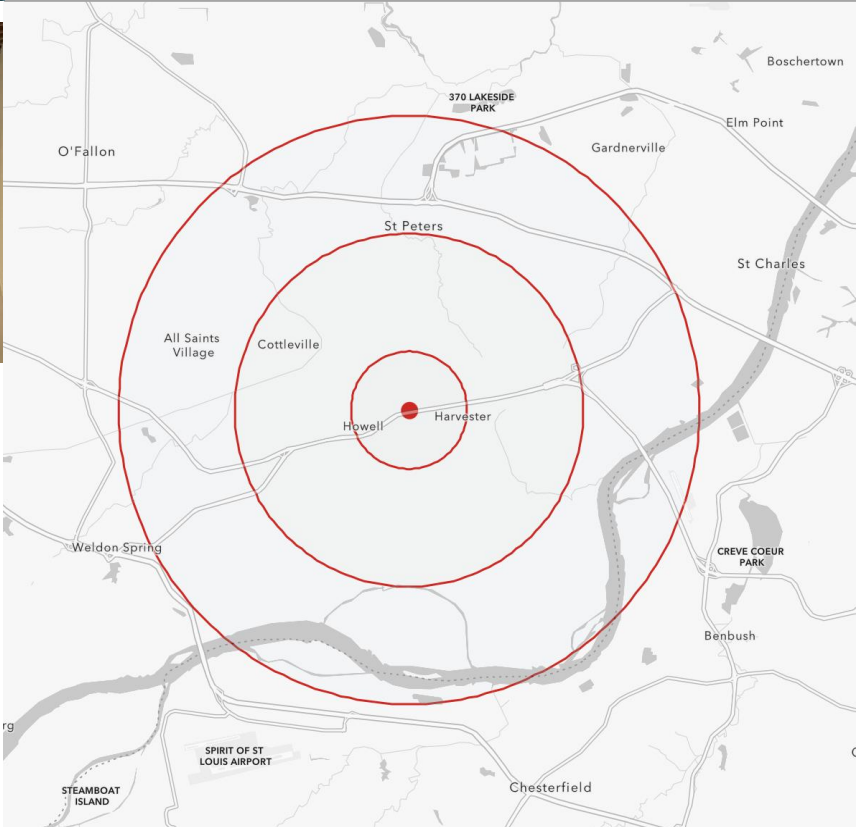 Boschertown
370 LAKESIDE
PARK
Elm Point
O'Fallon
Gardnerville
St Peters
St Charles
All Saints
Village
Cottleville
Harvester
Howell
Weldon Spring
CREVE COEUR
PARK
Benbush
rg
SPIRIT OF ST
LOUIS AIRPORT
STEAMBOAT
ISLAND
Chesterfield